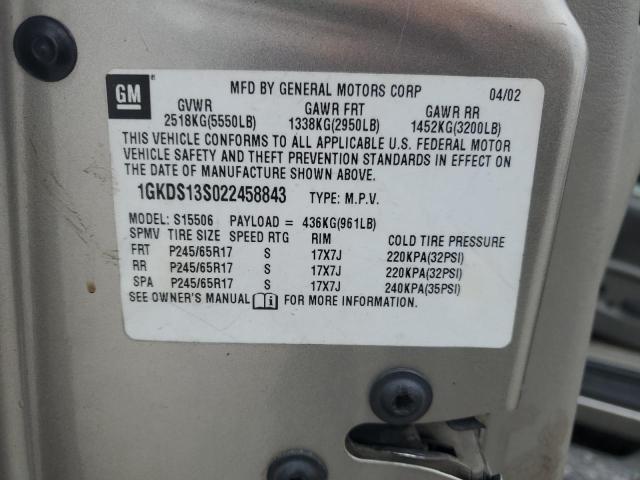 GM ® MFD BY GENERAL MOTORS CORP 04/02
GVWR GAWR FRT GAWR RR
2518KG(5550LB) 1338KG(2950LB) 1452KG(3200LB)
THIS VEHICLE CONFORMS TO ALL APPLICABLE U.S. FEDERAL MOTOR
VEHICLE SAFETY AND THEFT PREVENTION STANDARDS IN EFFECT ON
THE DATE OF MANUFACTURE SHOWN ABOVE.
1GKDS13S022458843 TYPE: M.P.V.
MODEL: S15506 PAYLOAD = 436KG(961LB)
SPMV TIRE SIZE SPEED RTG RIM COLD TIRE PRESSURE
FRT P245/65R17 S 17X7J 220KPA(32PSI)
RR P245/65R17 S 17X7J 220KPA(32PSI)
SPA P245/65R17 S 17X7J 240KPA(35PSI)
SEE OWNER'S MANUAL FOR MORE INFORMATION.